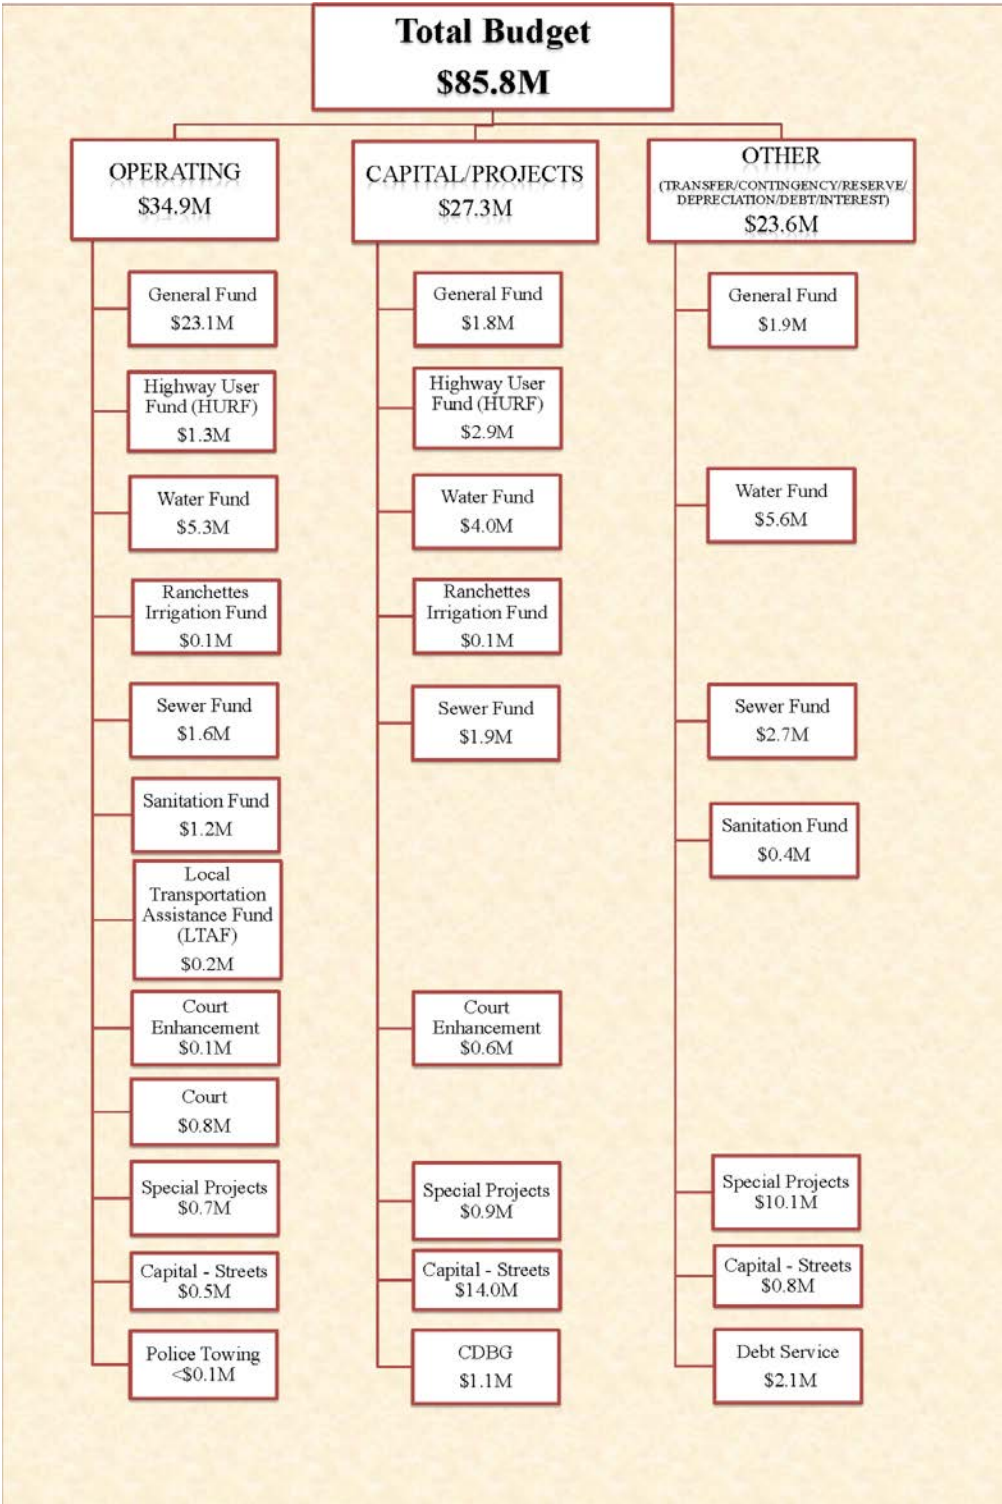 Total Budget
$85.8M
OPERATING
$34.9M
General Fund
$23.1M
Highway User
Fund (HURF)
$1.3M
Water Fund
$5.3M
Ranchettes
Irrigation Fund
$0.1M
Sewer Fund
$1.6M
Sanitation Fund
$1.2M
Local
Transportation
Assistance Fund
(LTAF)
$0.2M
Court
Enhancement
$0.1M
Court
$0.8M
Special Projects
$0.7M
Capital - Streets
$0.5M
Police Towing
<$0.1M
CAPITAL/PROJECTS
$27.3M
General Fund
$1.8M
Highway User
Fund (HURF)
$2.9M
Water Fund
$4.0M
Ranchettes
Irrigation Fund
$0.1M
Sewer Fund
$1.9M
Court
Enhancement
$0.6M
Special Projects
$0.9M
Capital - Streets
$14.0M
CDBG
$1.1M
OTHER
(TRANSFER/CONTINGENCY/RESERVE/
DEPRECIATION/DEBT/INTEREST)
$23.6M
General Fund
$1.9M
Water Fund
$5.6M
Sewer Fund
$2.7M
Sanitation Fund
$0.4M
Special Projects
$10.1M
Capital - Streets
$0.8M
Debt Service
$2.1M